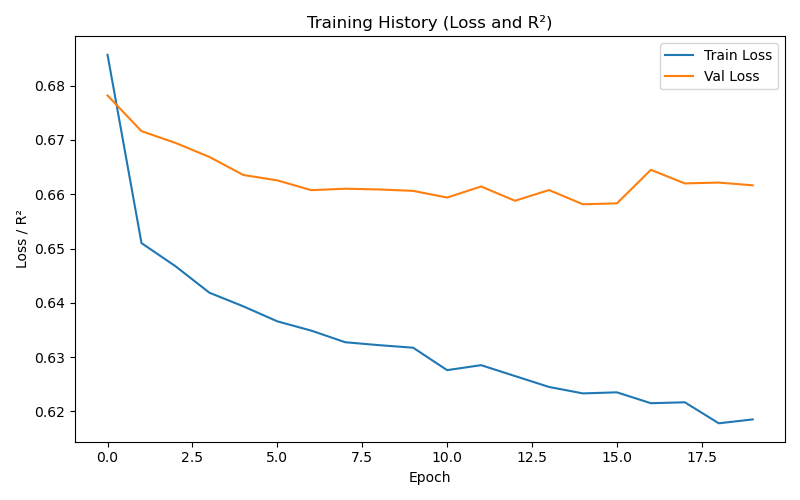 Training History (Loss and R²)
Train Loss
Val Loss
Loss / R²
0.68
0.67
0.66
0.65
0.64
0.63
0.62
0.0 2.5 5.0 7.5 10.0 12.5 15.0 17.5
Epoch